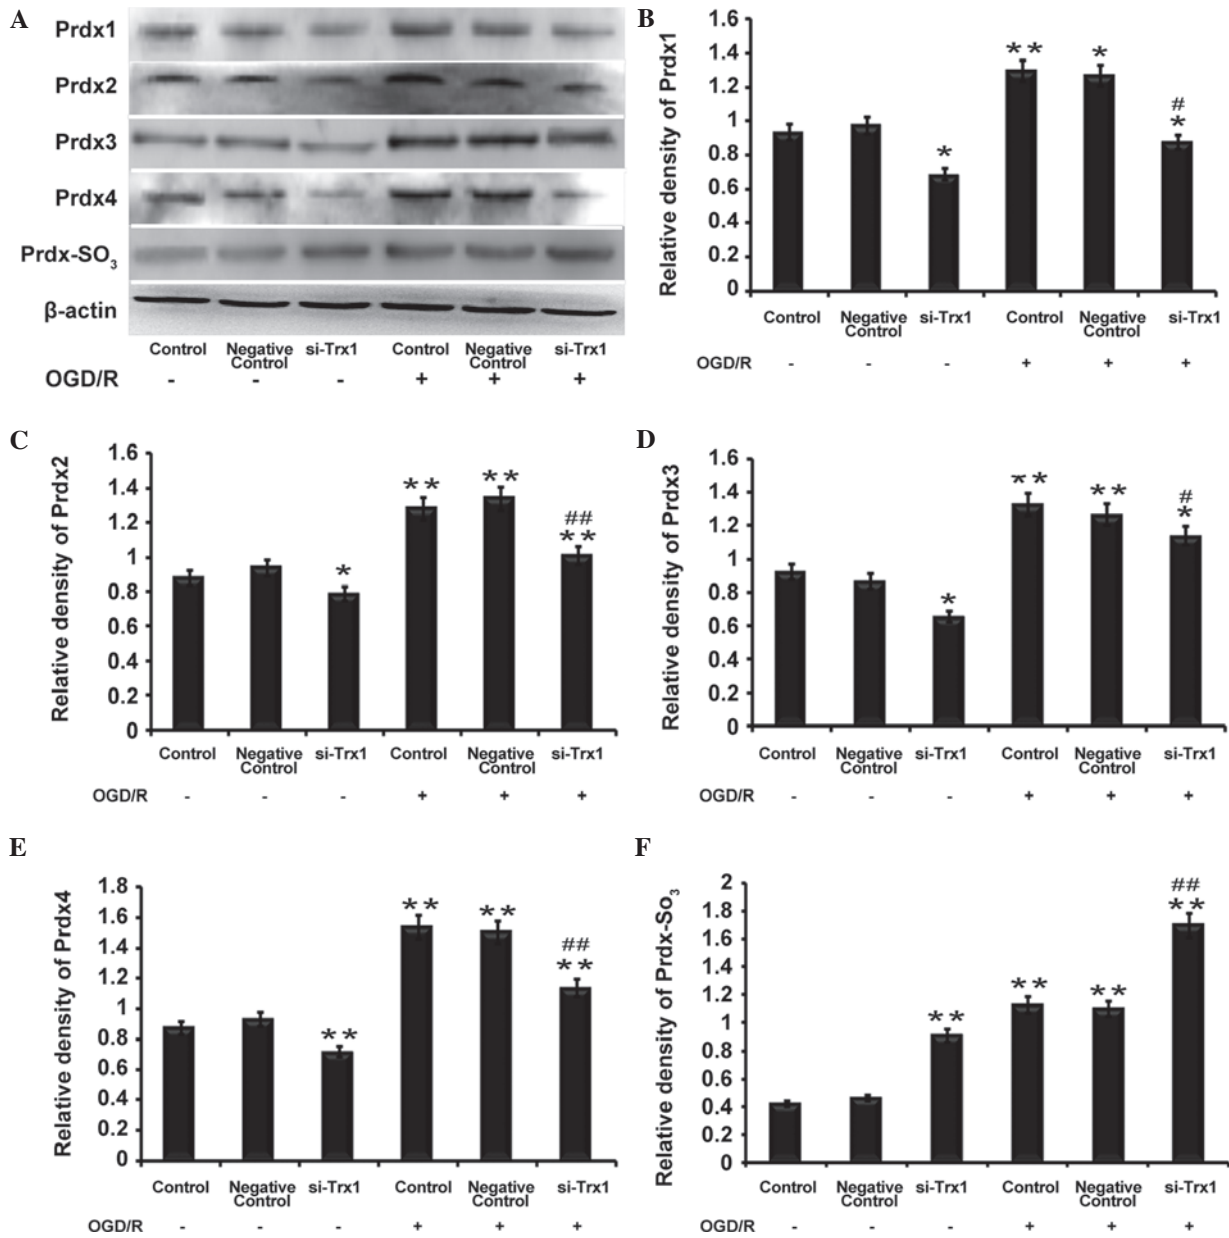 A
Prdx1
Prdx2
Prdx3
Prdx4
Prdx-SO3
β-actin
Control Negative Control si-Trx1 Control Negative Control si-Trx1
OGD/R - - - + + +
B
Relative density of Prdx1
1.6
1.4
1.2
1
0.8
0.6
0.4
0.2
0
* ** * # *
Control Negative Control si-Trx1 Control Negative Control si-Trx1
OGD/R - - - + + +
C
Relative density of Prdx2
1.6
1.4
1.2
1
0.8
0.6
0.4
0.2
0
* ** ** ## **
Control Negative Control si-Trx1 Control Negative Control si-Trx1
OGD/R - - - + + +
D
Relative density of Prdx3
1.6
1.4
1.2
1
0.8
0.6
0.4
0.2
0
* ** ** # *
Control Negative Control si-Trx1 Control Negative Control si-Trx1
OGD/R - - - + + +
E
Relative density of Prdx4
1.8
1.6
1.4
1.2
1
0.8
0.6
0.4
0.2
0
** ** ** ## **
Control Negative Control si-Trx1 Control Negative Control si-Trx1
OGD/R - - - + + +
F
Relative density of Prdx-So3
2
1.8
1.6
1.4
1.2
1
0.8
0.6
0.4
0.2
0
** ** ** ## **
Control Negative Control si-Trx1 Control Negative Control si-Trx1
OGD/R - - - + + +